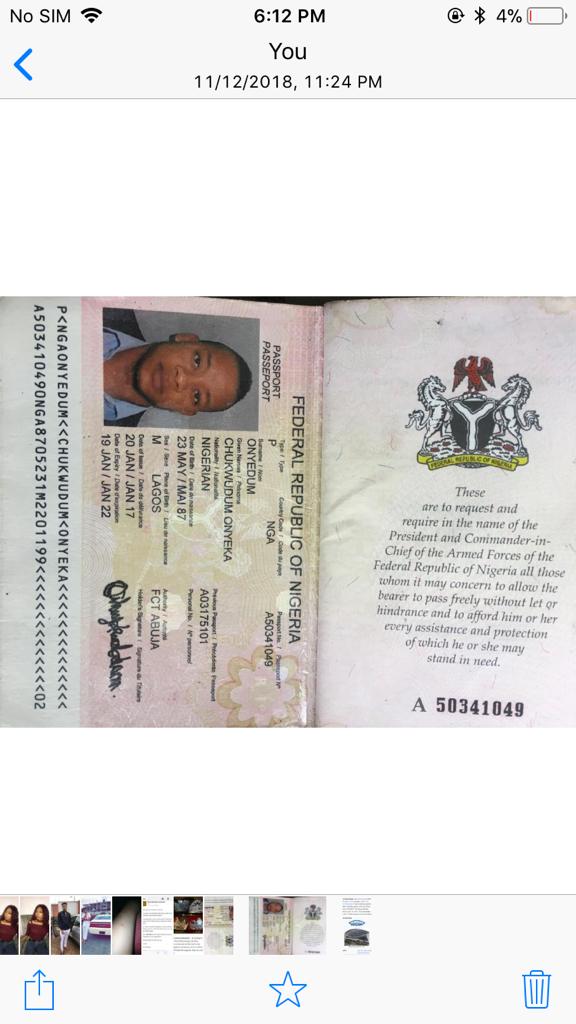 No SIM
6:12 PM
4%
You
11/12/2018, 11:24 PM
FEDERAL REPUBLIC OF NIGERIA
PASSPORT
PASSEPORT
Type / Type
Country Code / Code du pays
Passport Nº / Passeport Nº
P
NGA
A50341049
Surname / Nom
ONYEDUM
Given Names / Prénoms
CHUKWUDUM ONYEKA
Nationality / Nationalité
NIGERIAN
Previous Passport / Précédente Passeport
A03175101
Date of Birth / Date de naissance
23 MAY / MAI 87
Personal No. / Nº personnel
Sex / Sexe
Place of Birth / Lieu de naissance
M
LAGOS
Authority / Autorité
FCT ABUJA
Date of Issue / Date de délivrance
20 JAN / JAN 17
Holder's Signature / Signature du Titulaire
Date of Expiry / Date d'expiration
19 JAN / JAN 22
P<NGAONYEDUM<<CHUKWUDUM<ONYEKA<<<<<<<<<<<<<<
A503410490NGA8705231M2201199<<<<<<<<<<<<<<02
FEDERAL REPUBLIC OF NIGERIA
These
are to request and
require in the name of the
President and Commander-in-
Chief of the Armed Forces of the
Federal Republic of Nigeria all those
whom it may concern to allow the
bearer to pass freely without let or
hindrance and to afford him or her
every assistance and protection
of which he or she may
stand in need.
A 50341049